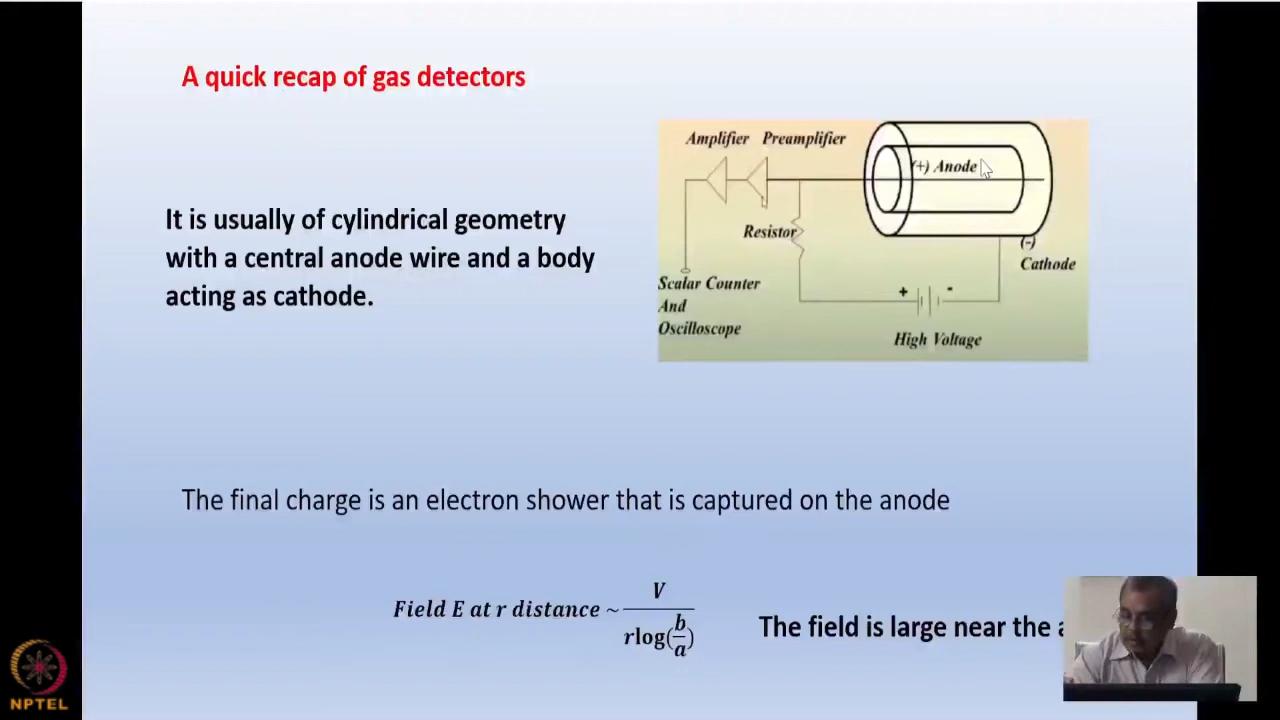 A quick recap of gas detectors
Amplifier Preamplifier
(+) Anode
It is usually of cylindrical geometry
with a central anode wire and a body
acting as cathode.
Resistor
(-)
Cathode
Scalar Counter
And
Oscilloscope
+ -
High Voltage
The final charge is an electron shower that is captured on the anode
Field E at r distance ~ V / rlog(b/a)
The field is large near the
NPTEL